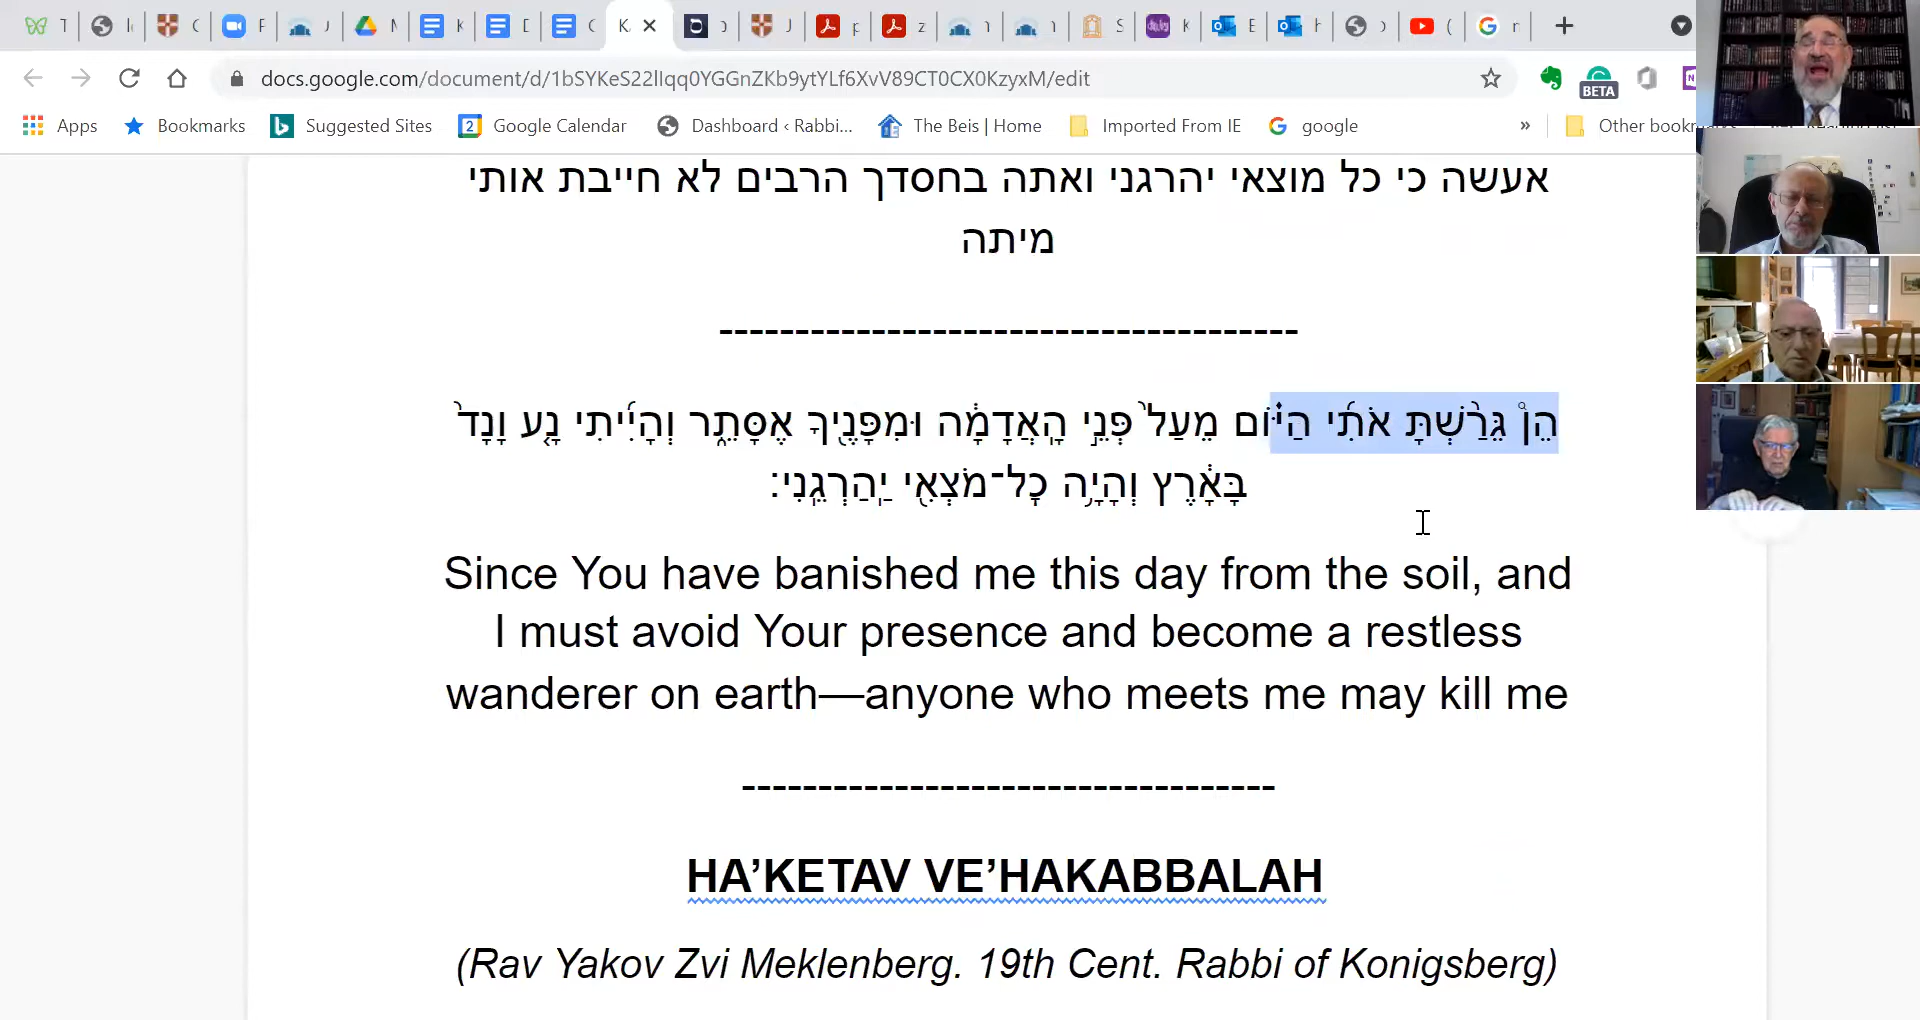 docs.google.com/document/d/1bSYKeS22lIqq0YGGnZKb9ytYLf6XvV89CT0CX0KzyxM/edit
BETA
Apps Bookmarks Suggested Sites Google Calendar Dashboard ‹ Rabbi... The Beis | Home Imported From IE google » Other
אעשה כי כל מוצאי יהרגני ואתה בחסדך הרבים לא חייבת אותי
מיתה
--------------------------------------
הֵן֩ גֵּרַ֨שְׁתָּ אֹתִ֜י הַיּ֗וֹם מֵעַל֙ פְּנֵ֣י הָֽאֲדָמָ֔ה וּמִפָּנֶ֖יךָ אֶסָּתֵ֑ר וְהָיִ֜יתִי נָ֤ע וָנָד֙
בָּאָ֔רֶץ וְהָיָ֥ה כׇל־מֹצְאִ֖י יַֽהַרְגֵֽנִי׃
Since You have banished me this day from the soil, and
I must avoid Your presence and become a restless
wanderer on earth—anyone who meets me may kill me
-----------------------------------
HA’KETAV VE’HAKABBALAH
(Rav Yakov Zvi Meklenberg. 19th Cent. Rabbi of Konigsberg)